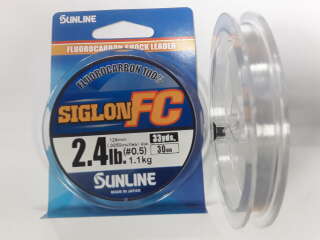 SUNLINE
FLUOROCARBON SHOCK LEADER
FLUOROCARBON 100%
SIGLON FC
2.4lb.
(#0.5)
1.1kg
33yds.
30m
SUNLINE
MADE IN JAPAN